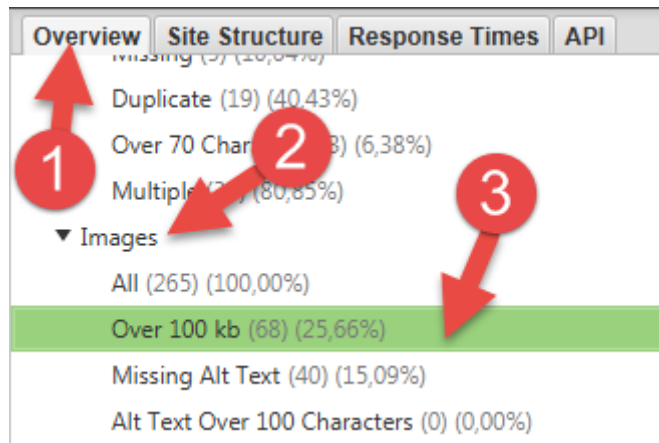 Overview Site Structure Response Times API
Missing
Duplicate (19) (40,43%)
Over 70 Char 3) (6,38%)
Multiple (80,85%)
Images
All (265) (100,00%)
Over 100 kb (68) (25,66%)
Missing Alt Text (40) (15,09%)
Alt Text Over 100 Characters (0) (0,00%)
1
2
3